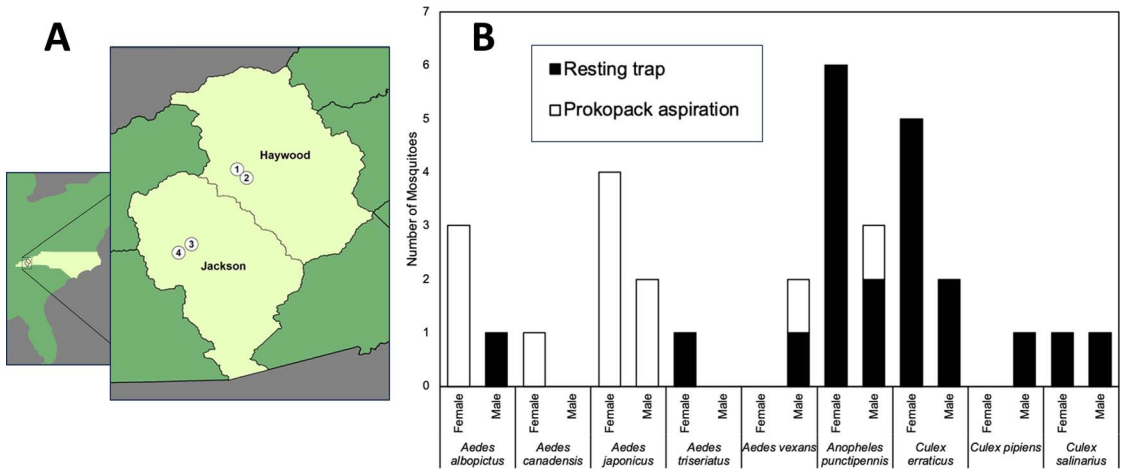 A
Haywood
1
2
3
4
Jackson
B
Resting trap
Prokopack aspiration
Number of Mosquitoes
7
6
5
4
3
2
1
0
Female
Male
Female
Male
Female
Male
Female
Male
Female
Male
Female
Male
Female
Male
Female
Male
Female
Male
Aedes
albopictus
Aedes
canadensis
Aedes
japonicus
Aedes
triseriatus
Aedes vexans
Anopheles
punctipennis
Culex
erraticus
Culex pipiens
Culex
salinarius